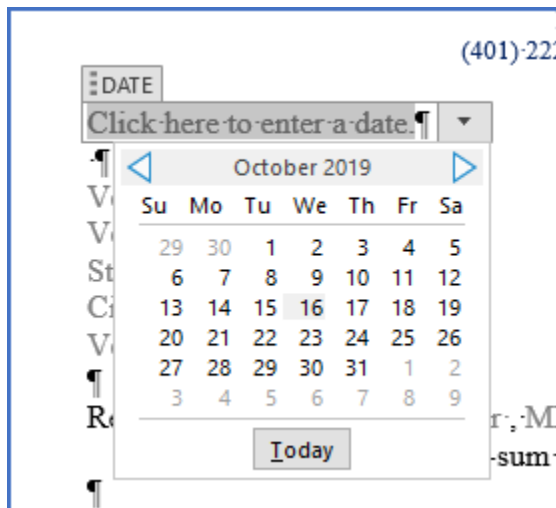 (401)·222
DATE
Click·here·to·enter·a·date.¶
·¶
October 2019
Su Mo Tu We Th Fr Sa
29 30 1 2 3 4 5
6 7 8 9 10 11 12
13 14 15 16 17 18 19
20 21 22 23 24 25 26
27 28 29 30 31 1 2
¶
3 4 5 6 7 8 9
Today
·sum·
¶